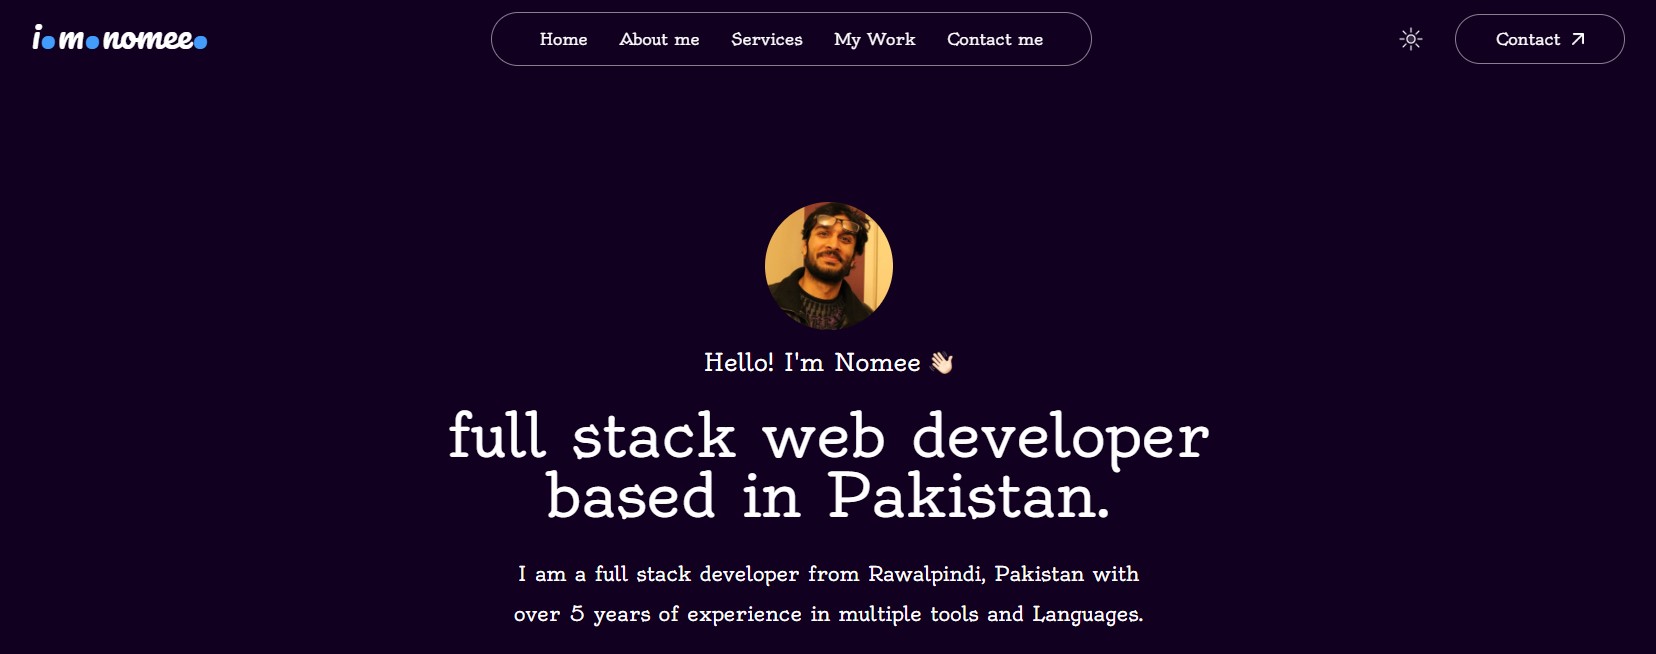 i.m.nomee.
Home About me Services My Work Contact me
Contact
Hello! I'm Nomee 👋🏻
full stack web developer
based in Pakistan.
I am a full stack developer from Rawalpindi, Pakistan with
over 5 years of experience in multiple tools and Languages.